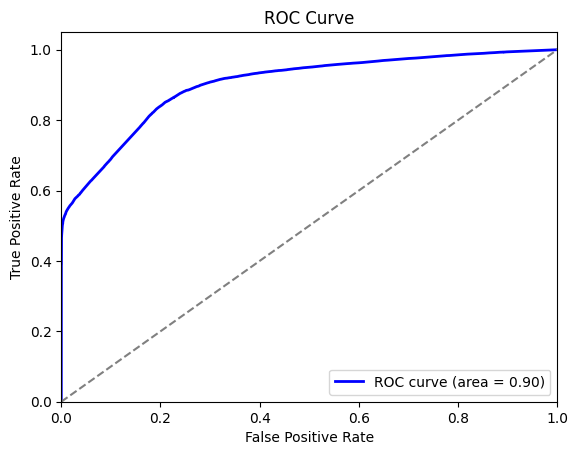 ROC Curve
1.0
0.8
0.6
0.4
0.2
0.0
True Positive Rate
0.0 0.2 0.4 0.6 0.8 1.0
False Positive Rate
ROC curve (area = 0.90)